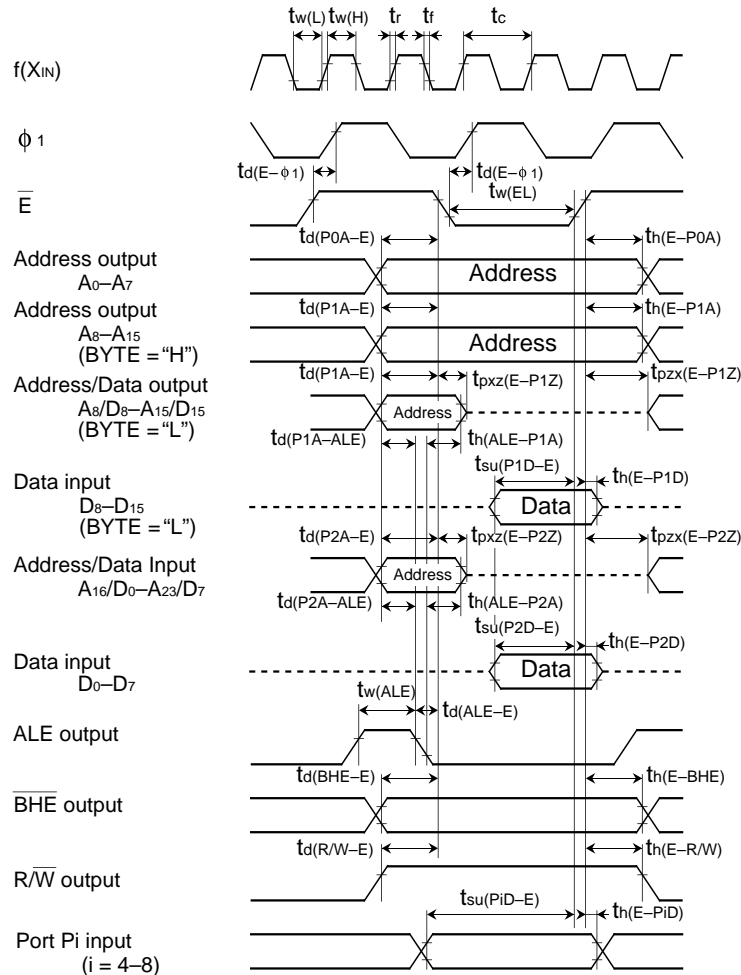 tw(L) tw(H) tr tf tc
f(XIN)
ϕ 1
td(E–ϕ 1) td(E–ϕ 1)
tw(EL)
E̅
td(P0A–E) th(E–P0A)
Address output
A0–A7
Address
td(P1A–E) th(E–P1A)
Address output
A8–A15
(BYTE = “H”)
Address
td(P1A–E) tpxz(E–P1Z) tpzx(E–P1Z)
Address/Data output
A8/D8–A15/D15
(BYTE = “L”)
Address
td(P1A–ALE) th(ALE–P1A)
tsu(P1D–E) th(E–P1D)
Data input
D8–D15
(BYTE = “L”)
Data
td(P2A–E) tpxz(E–P2Z) tpzx(E–P2Z)
Address/Data Input
A16/D0–A23/D7
Address
td(P2A–ALE) th(ALE–P2A)
tsu(P2D–E) th(E–P2D)
Data input
D0–D7
Data
tw(ALE) td(ALE–E)
ALE output
td(BHE–E) th(E–BHE)
B̅H̅E̅ output
td(R/W–E) th(E–R/W)
R/W̅ output
tsu(PiD–E) th(E–PiD)
Port Pi input
(i = 4–8)